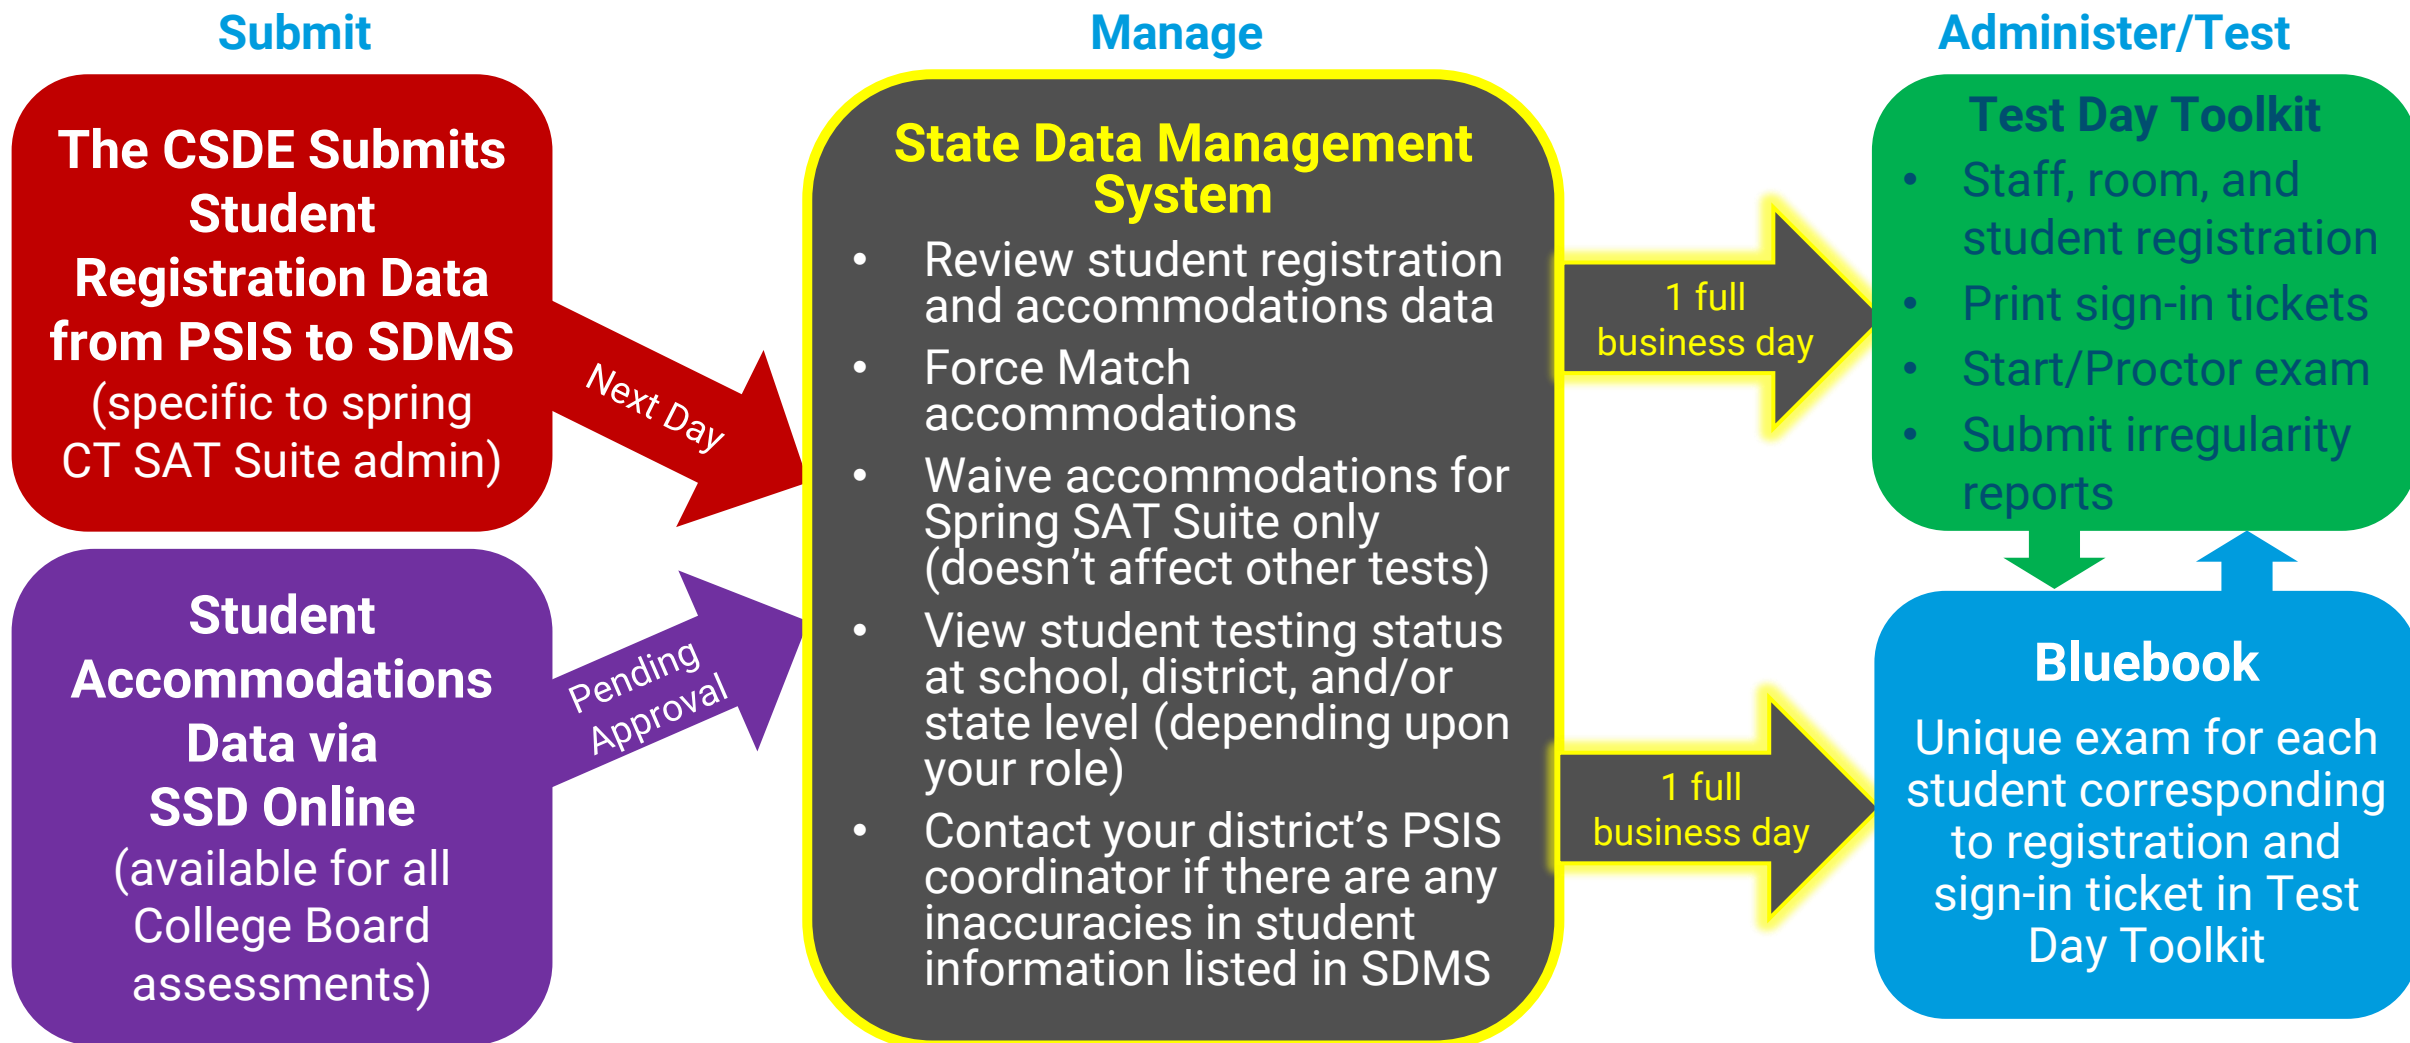 Submit
The CSDE Submits
Student
Registration Data
from PSIS to SDMS
(specific to spring
CT SAT Suite admin)
Next Day
Student
Accommodations
Data via
SSD Online
(available for all
College Board
assessments)
Pending
Approval
Manage
State Data Management
System
• Review student registration
and accommodations data
• Force Match
accommodations
• Waive accommodations for
Spring SAT Suite only
(doesn’t affect other tests)
• View student testing status
at school, district, and/or
state level (depending upon
your role)
• Contact your district’s PSIS
coordinator if there are any
inaccuracies in student
information listed in SDMS
1 full
business day
1 full
business day
Administer/Test
Test Day Toolkit
• Staff, room, and
student registration
• Print sign-in tickets
• Start/Proctor exam
• Submit irregularity
reports
Bluebook
Unique exam for each
student corresponding
to registration and
sign-in ticket in Test
Day Toolkit